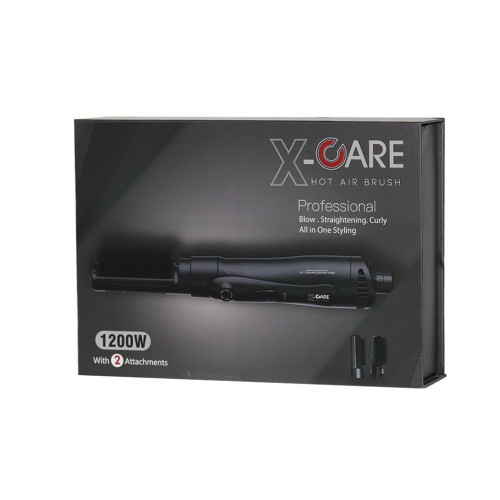 X-CARE
HOT AIR BRUSH
Professional
Blow . Straightening. Curly
All in One Styling
X-CARE
1200W
With 2 Attachments